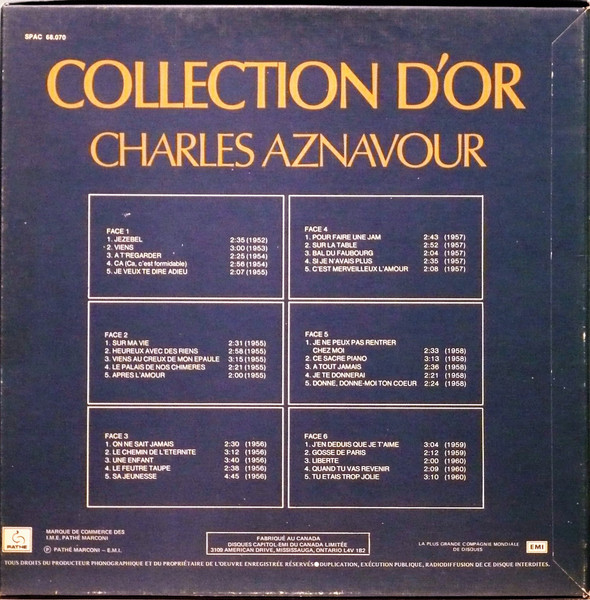 SPAC 68.070
COLLECTION D'OR
CHARLES AZNAVOUR
FACE 1
1. JEZEBEL 2:35 (1952)
2. VIENS 3:00 (1953)
3. A T'REGARDER 2:25 (1954)
4. CA (Ca, c'est formidable) 2:56 (1954)
5. JE VEUX TE DIRE ADIEU 2:07 (1955)
FACE 2
1. SUR MA VIE 2:31 (1955)
2. HEUREUX AVEC DES RIENS 2:58 (1955)
3. VIENS AU CREUX DE MON EPAULE 3:15 (1955)
4. LE PALAIS DE NOS CHIMERES 2:21 (1955)
5. APRES L'AMOUR 2:00 (1955)
FACE 3
1. ON NE SAIT JAMAIS 2:30 (1956)
2. LE CHEMIN DE L'ETERNITE 3:12 (1956)
3. UNE ENFANT 3:40 (1956)
4. LE FEUTRE TAUPE 2:38 (1956)
5. SA JEUNESSE 4:45 (1956)
FACE 4
1. POUR FAIRE UNE JAM 2:43 (1957)
2. SUR LA TABLE 2:52 (1957)
3. BAL DU FAUBOURG 2:04 (1957)
4. SI JE N'AVAIS PLUS 2:35 (1957)
5. C'EST MERVEILLEUX L'AMOUR 2:08 (1957)
FACE 5
1. JE NE PEUX PAS RENTRER
CHEZ MOI 2:33 (1958)
2. CE SACRE PIANO 3:13 (1958)
3. A TOUT JAMAIS 2:36 (1958)
4. JE TE DONNERAI 2:21 (1958)
5. DONNE, DONNE-MOI TON COEUR 2:24 (1958)
FACE 6
1. J'EN DEDUIS QUE JE T'AIME 3:04 (1959)
2. GOSSE DE PARIS 2:12 (1959)
3. LIBERTE 2:00 (1960)
4. QUAND TU VAS REVENIR 2:09 (1960)
5. TU ETAIS TROP JOLIE 3:10 (1960)
PATHÉ
MARQUE DE COMMERCE DES
I.M.E. PATHÉ MARCONI
Ⓟ PATHÉ MARCONI – E.M.I.
FABRIQUÉ AU CANADA
DISQUES CAPITOL-EMI DU CANADA LIMITÉE
3109 AMERICAN DRIVE, MISSISSAUGA, ONTARIO L4V 1B2
LA PLUS GRANDE COMPAGNIE MONDIALE
DE DISQUES
EMI
TOUS DROITS DU PRODUCTEUR PHONOGRAPHIQUE ET DU PROPRIÉTAIRE DE L'OEUVRE ENREGISTRÉE RÉSERVÉS●DUPLICATION, EXÉCUTION PUBLIQUE, RADIODIFFUSION DE CE DISQUE INTERDITES.